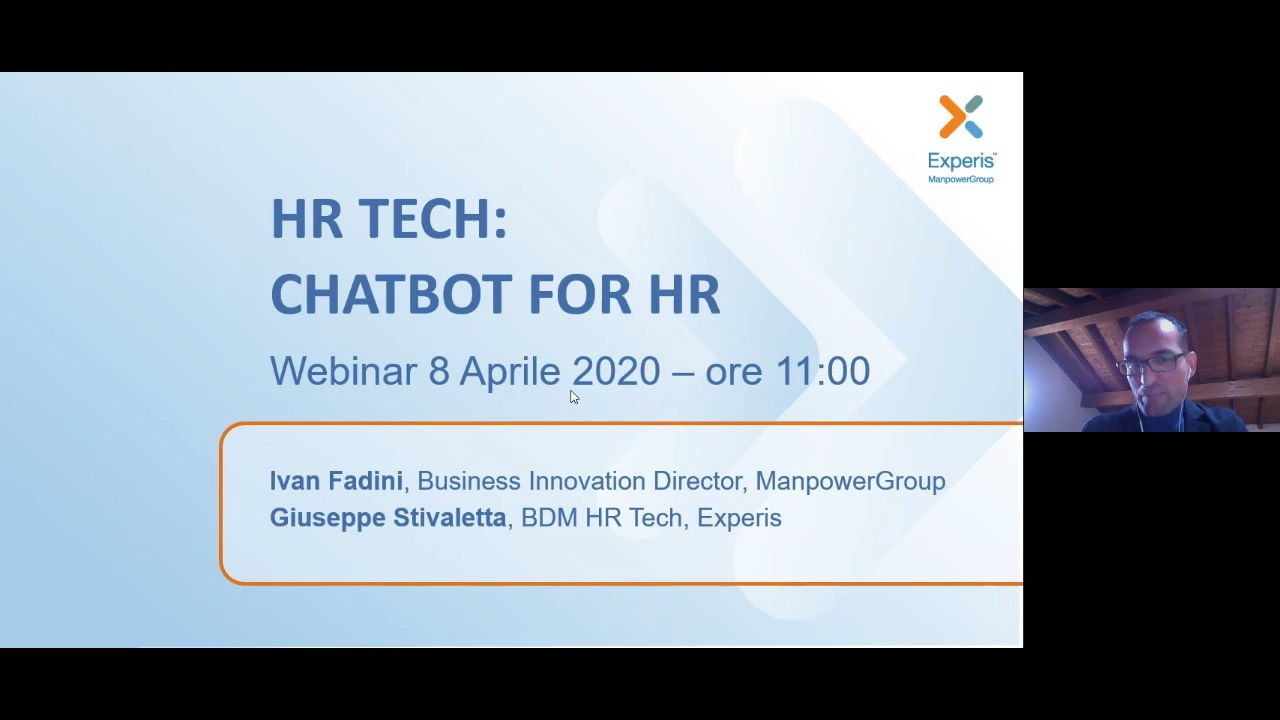 Experis™
ManpowerGroup
HR TECH:
CHATBOT FOR HR
Webinar 8 Aprile 2020 – ore 11:00
Ivan Fadini, Business Innovation Director, ManpowerGroup
Giuseppe Stivaletta, BDM HR Tech, Experis